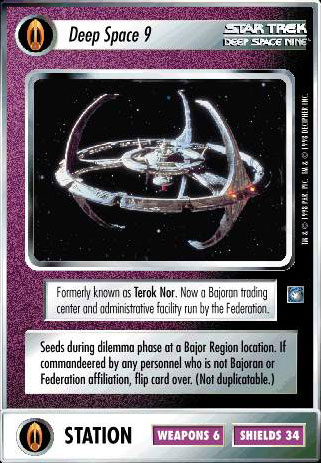 Deep Space 9
STAR TREK
DEEP SPACE NINE
TM & © 1998 PAR. PIC. TM & © 1998 DECIPHER INC.
Formerly known as Terok Nor. Now a Bajoran trading
center and administrative facility run by the Federation.
Seeds during dilemma phase at a Bajor Region location. If
commandeered by any personnel who is not Bajoran or
Federation affiliation, flip card over. (Not duplicatable.)
STATION
WEAPONS 6
SHIELDS 34